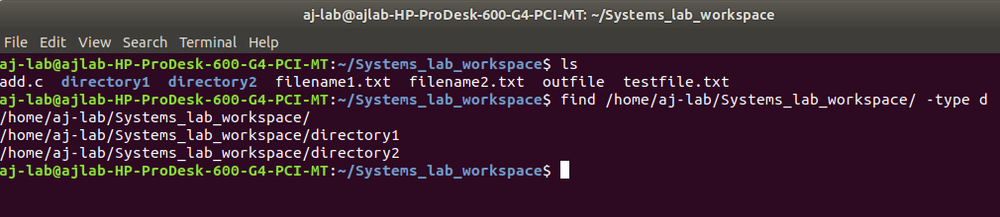 aj-lab@ajlab-HP-ProDesk-600-G4-PCI-MT: ~/Systems_lab_workspace
File Edit View Search Terminal Help
aj-lab@ajlab-HP-ProDesk-600-G4-PCI-MT:~/Systems_lab_workspace$ ls
add.c directory1 directory2 filename1.txt filename2.txt outfile testfile.txt
aj-lab@ajlab-HP-ProDesk-600-G4-PCI-MT:~/Systems_lab_workspace$ find /home/aj-lab/Systems_lab_workspace/ -type d
/home/aj-lab/Systems_lab_workspace/
/home/aj-lab/Systems_lab_workspace/directory1
/home/aj-lab/Systems_lab_workspace/directory2
aj-lab@ajlab-HP-ProDesk-600-G4-PCI-MT:~/Systems_lab_workspace$